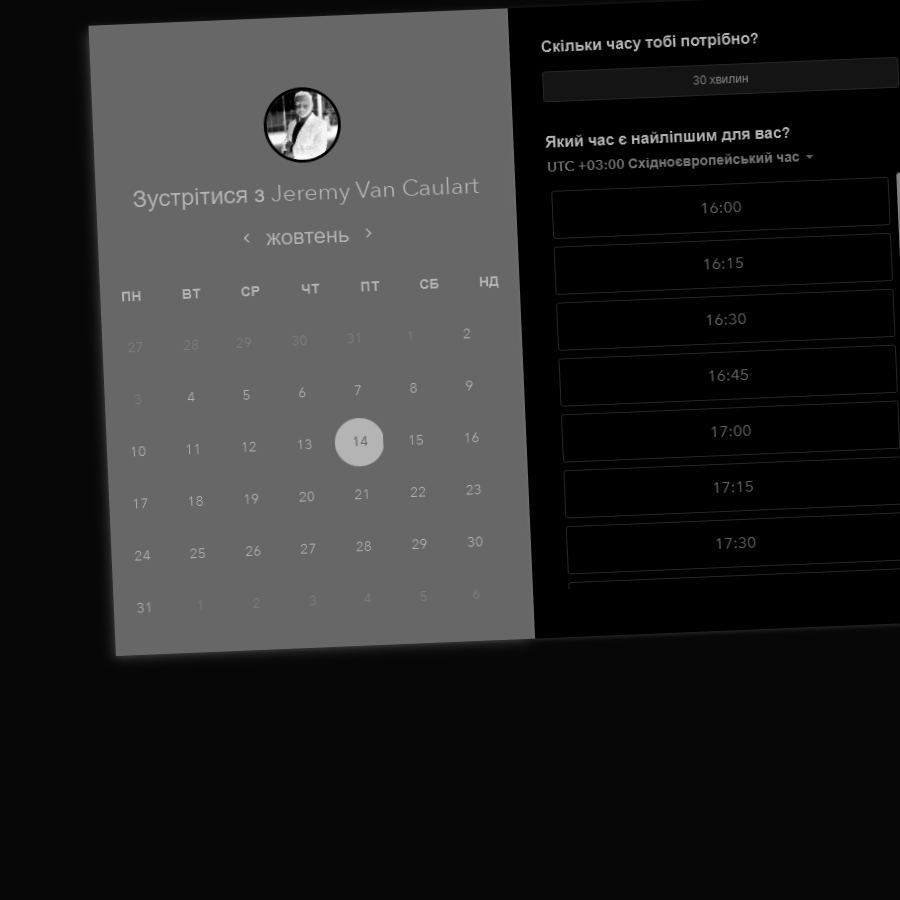 Зустрітися з Jeremy Van Caulart
‹ жовтень ›
ПН ВТ СР ЧТ ПТ СБ НД
27 28 29 30 31 1 2
3 4 5 6 7 8 9
10 11 12 13 14 15 16
17 18 19 20 21 22 23
24 25 26 27 28 29 30
31 1 2 3 4 5 6
Скільки часу тобі потрібно?
30 хвилин
Який час є найліпшим для вас?
UTC +03:00 Східноєвропейський час
16:00
16:15
16:30
16:45
17:00
17:15
17:30